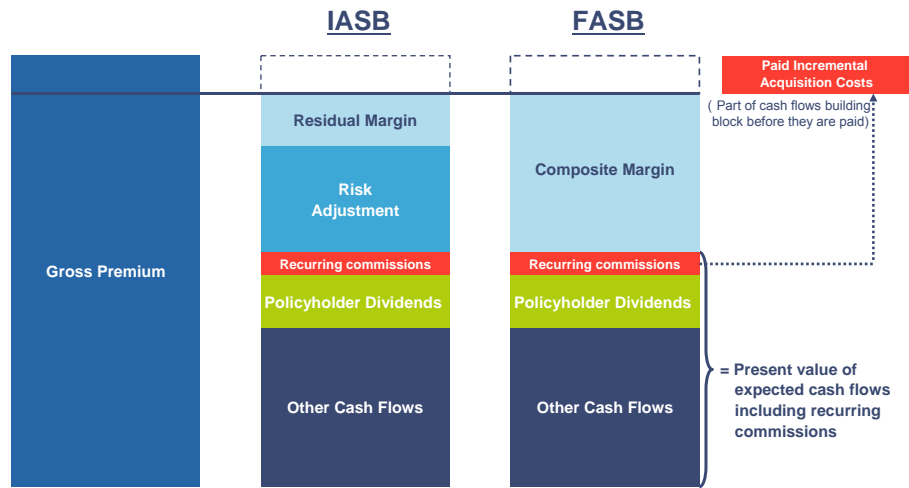 IASB
FASB
Paid Incremental
Acquisition Costs
( Part of cash flows building
block before they are paid)
Gross Premium
Residual Margin
Risk
Adjustment
Recurring commissions
Policyholder Dividends
Other Cash Flows
Composite Margin
Recurring commissions
Policyholder Dividends
Other Cash Flows
= Present value of
expected cash flows
including recurring
commissions